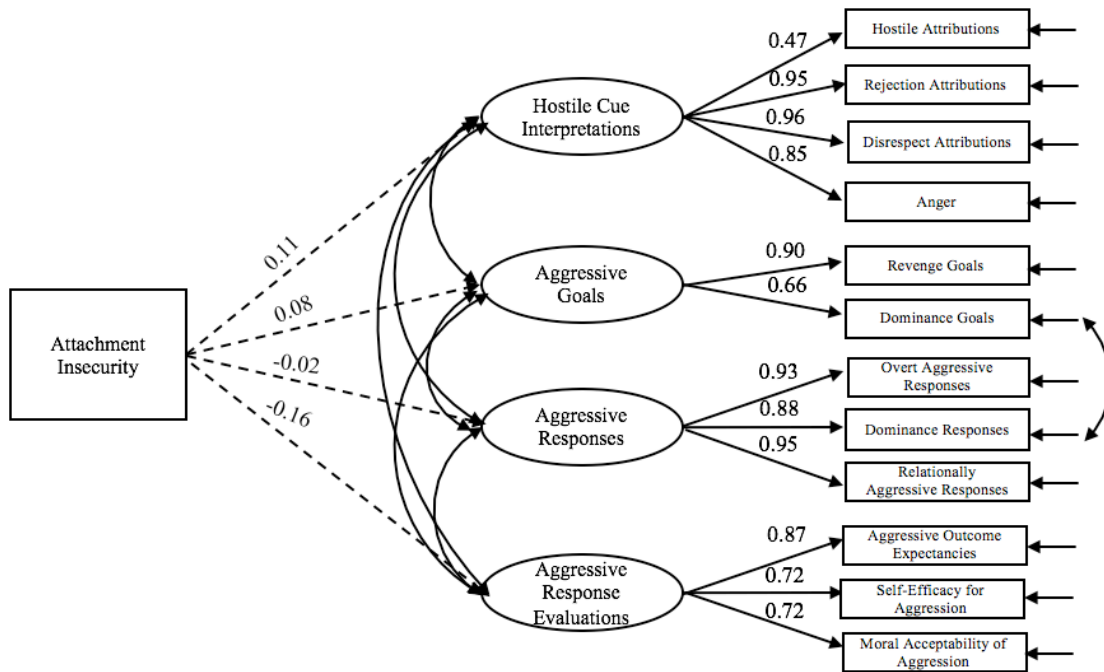 Attachment
Insecurity
0.11
0.08
-0.02
-0.16
Hostile Cue
Interpretations
0.47
0.95
0.96
0.85
Hostile Attributions
Rejection Attributions
Disrespect Attributions
Anger
Aggressive
Goals
0.90
0.66
Revenge Goals
Dominance Goals
Aggressive
Responses
0.93
0.88
0.95
Overt Aggressive
Responses
Dominance Responses
Relationally
Aggressive Responses
Aggressive
Response
Evaluations
0.87
0.72
0.72
Aggressive Outcome
Expectancies
Self-Efficacy for
Aggression
Moral Acceptability of
Aggression